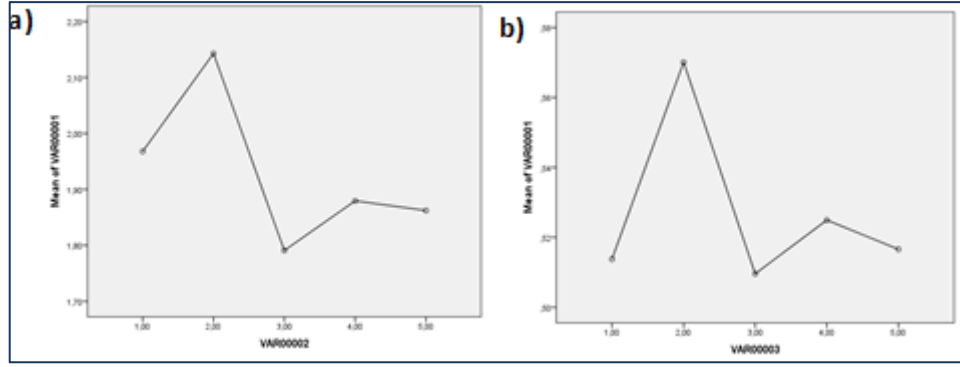 a)
2,20
2,10
2,00
1,90
1,80
1,70
Mean of VAR00001
1,00 2,00 3,00 4,00 5,00
VAR00002
b)
,58
,56
,54
,52
,50
Mean of VAR00001
1,00 2,00 3,00 4,00 5,00
VAR00003